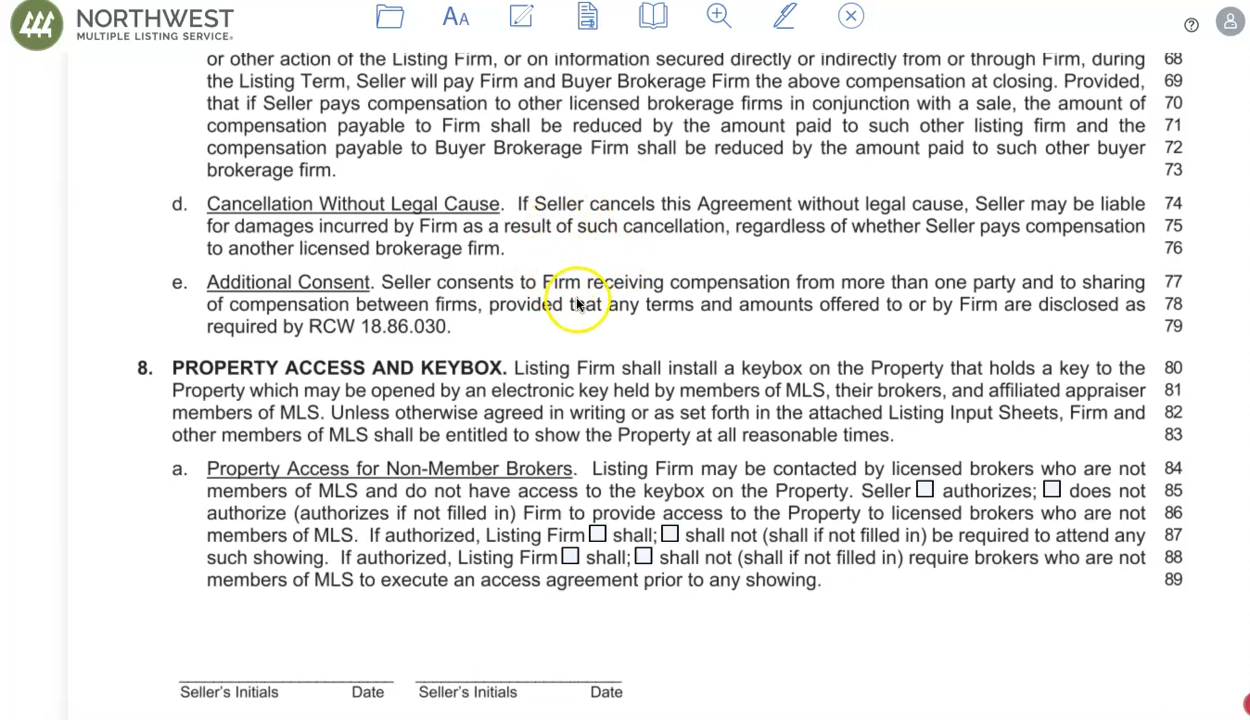 NORTHWEST
MULTIPLE LISTING SERVICE®
AA
?
or other action of the Listing Firm, or on information secured directly or indirectly from or through Firm, during 68
the Listing Term, Seller will pay Firm and Buyer Brokerage Firm the above compensation at closing. Provided, 69
that if Seller pays compensation to other licensed brokerage firms in conjunction with a sale, the amount of 70
compensation payable to Firm shall be reduced by the amount paid to such other listing firm and the 71
compensation payable to Buyer Brokerage Firm shall be reduced by the amount paid to such other buyer 72
brokerage firm. 73
d. Cancellation Without Legal Cause. If Seller cancels this Agreement without legal cause, Seller may be liable 74
for damages incurred by Firm as a result of such cancellation, regardless of whether Seller pays compensation 75
to another licensed brokerage firm. 76
e. Additional Consent. Seller consents to Firm receiving compensation from more than one party and to sharing 77
of compensation between firms, provided that any terms and amounts offered to or by Firm are disclosed as 78
required by RCW 18.86.030. 79
8. PROPERTY ACCESS AND KEYBOX. Listing Firm shall install a keybox on the Property that holds a key to the 80
Property which may be opened by an electronic key held by members of MLS, their brokers, and affiliated appraiser 81
members of MLS. Unless otherwise agreed in writing or as set forth in the attached Listing Input Sheets, Firm and 82
other members of MLS shall be entitled to show the Property at all reasonable times. 83
a. Property Access for Non-Member Brokers. Listing Firm may be contacted by licensed brokers who are not 84
members of MLS and do not have access to the keybox on the Property. Seller ☐ authorizes; ☐ does not 85
authorize (authorizes if not filled in) Firm to provide access to the Property to licensed brokers who are not 86
members of MLS. If authorized, Listing Firm ☐ shall; ☐ shall not (shall if not filled in) be required to attend any 87
such showing. If authorized, Listing Firm ☐ shall; ☐ shall not (shall if not filled in) require brokers who are not 88
members of MLS to execute an access agreement prior to any showing. 89
Seller's Initials Date Seller's Initials Date